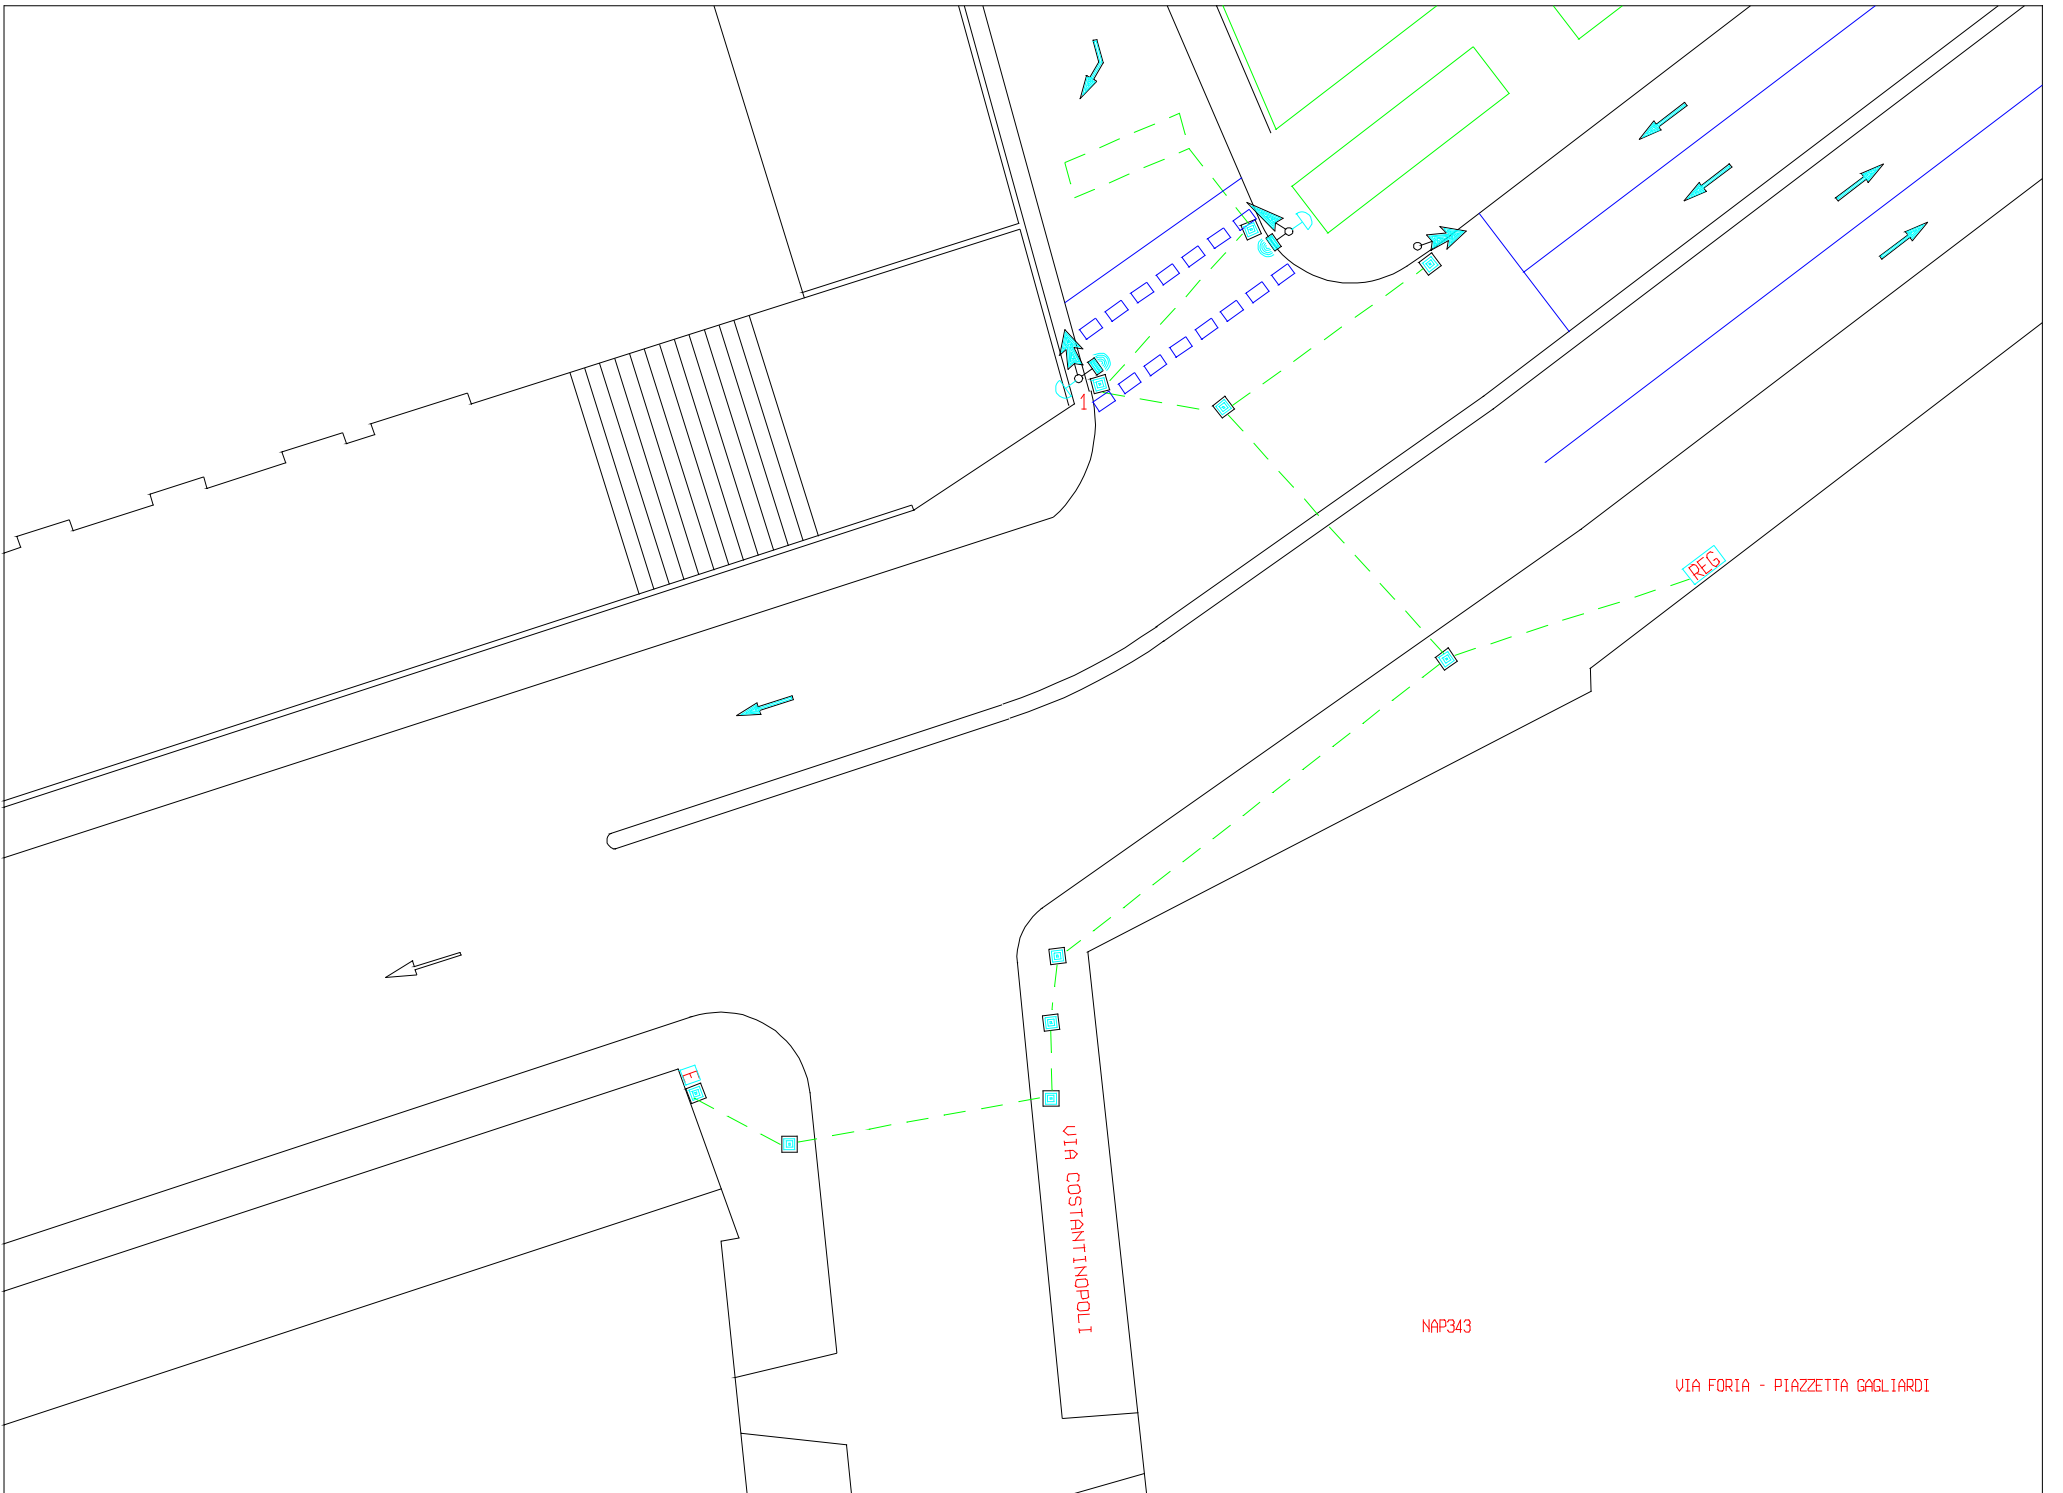 1
REG
VIA COSTANTINOPOLI
NAP343
VIA FORIA - PIAZZETTA GAGLIARDI